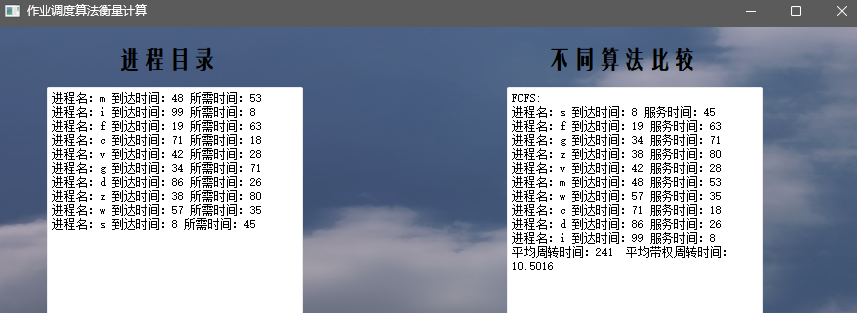 作业调度算法衡量计算
进程目录
进程名：m 到达时间：48 所需时间：53
进程名：i 到达时间：99 所需时间：8
进程名：f 到达时间：19 所需时间：63
进程名：c 到达时间：71 所需时间：18
进程名：v 到达时间：42 所需时间：28
进程名：g 到达时间：34 所需时间：71
进程名：d 到达时间：86 所需时间：26
进程名：z 到达时间：38 所需时间：80
进程名：w 到达时间：57 所需时间：35
进程名：s 到达时间：8 所需时间：45
不同算法比较
FCFS:
进程名：s 到达时间：8 服务时间：45
进程名：f 到达时间：19 服务时间：63
进程名：g 到达时间：34 服务时间：71
进程名：z 到达时间：38 服务时间：80
进程名：v 到达时间：42 服务时间：28
进程名：m 到达时间：48 服务时间：53
进程名：w 到达时间：57 服务时间：35
进程名：c 到达时间：71 服务时间：18
进程名：d 到达时间：86 服务时间：26
进程名：i 到达时间：99 服务时间：8
平均周转时间：241 平均带权周转时间：
10.5016